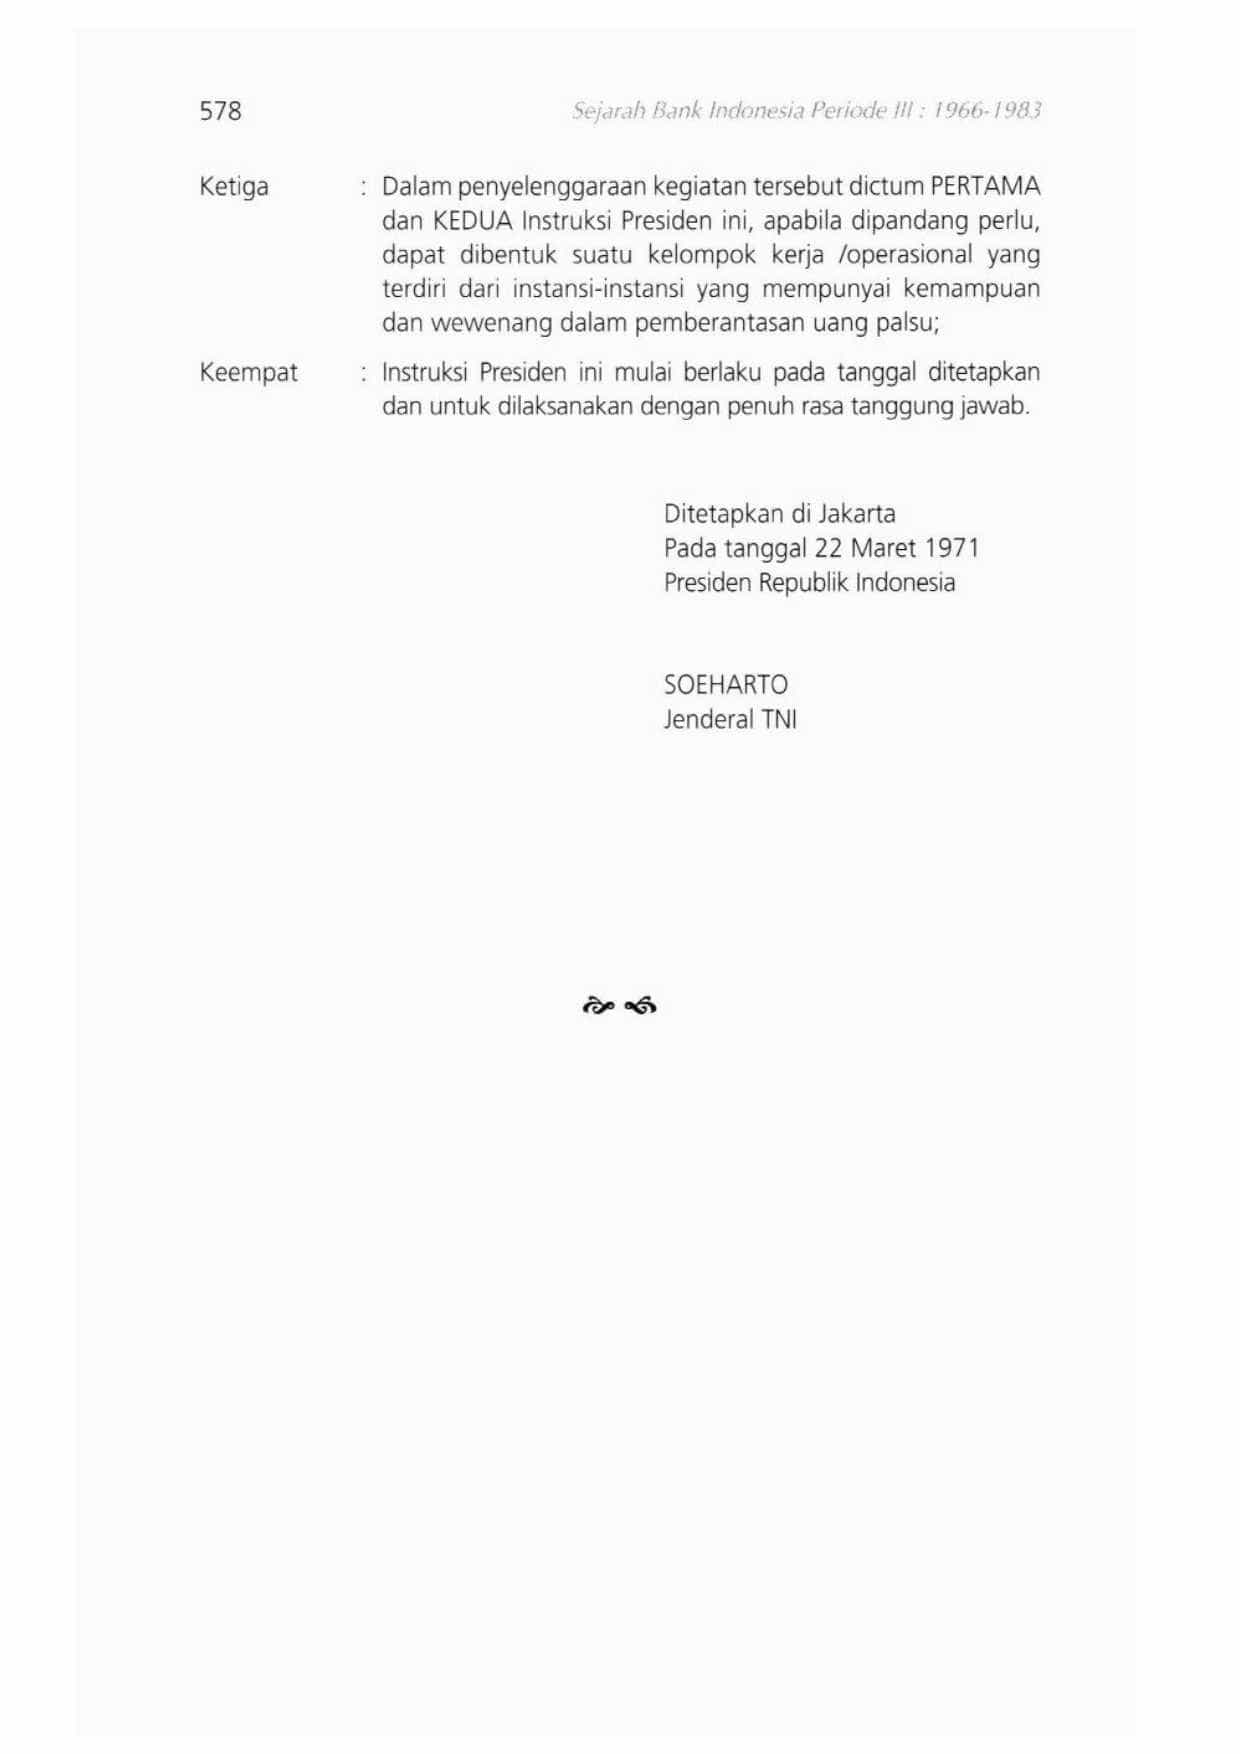 578 Sejarah Bank Indonesia Periode III : 1966-1983
Ketiga : Dalam penyelenggaraan kegiatan tersebut dictum PERTAMA
dan KEDUA Instruksi Presiden ini, apabila dipandang perlu,
dapat dibentuk suatu kelompok kerja /operasional yang
terdiri dari instansi-instansi yang mempunyai kemampuan
dan wewenang dalam pemberantasan uang palsu;
Keempat : Instruksi Presiden ini mulai berlaku pada tanggal ditetapkan
dan untuk dilaksanakan dengan penuh rasa tanggung jawab.
Ditetapkan di Jakarta
Pada tanggal 22 Maret 1971
Presiden Republik Indonesia
SOEHARTO
Jenderal TNI